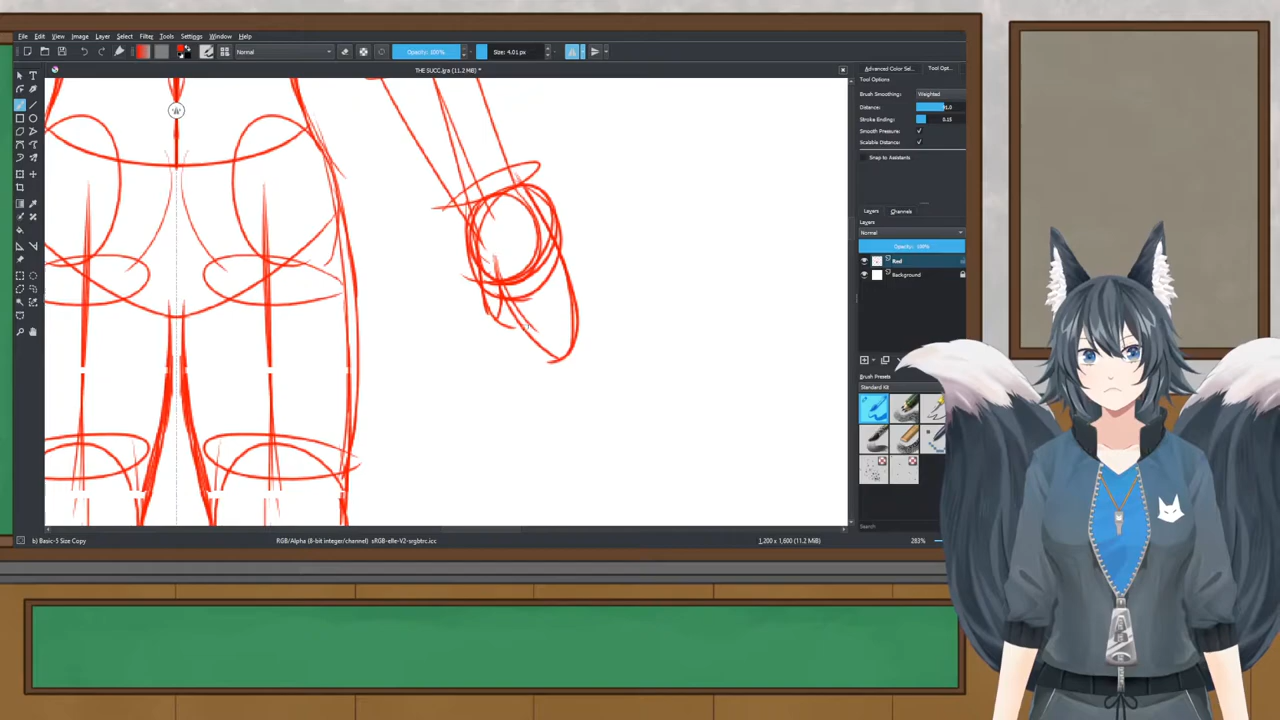 File Edit View Image Layer Select Filter Tools Settings Window Help
Normal
Opacity: 100%
Size: 4.01 px
THE SUCC.jpg (11.2 MiB) *
Advanced Color Sel...
Tool Opt...
Tool Options
Brush Smoothing: Weighted
Distance:
Stroke Ending: 0.15
Smooth Pressure:
Scalable Distance:
Snap to Assistants
Layers Channels
Layers
Normal
Opacity: 100%
Red
Background
Brush Presets
Standard Kit
Search
b) Basic-5 Size Copy
RGB/Alpha (8-bit integer/channel) sRGB-elle-V2-srgbtrc.icc
1,200 x 1,600 (11.2 MiB)
283%